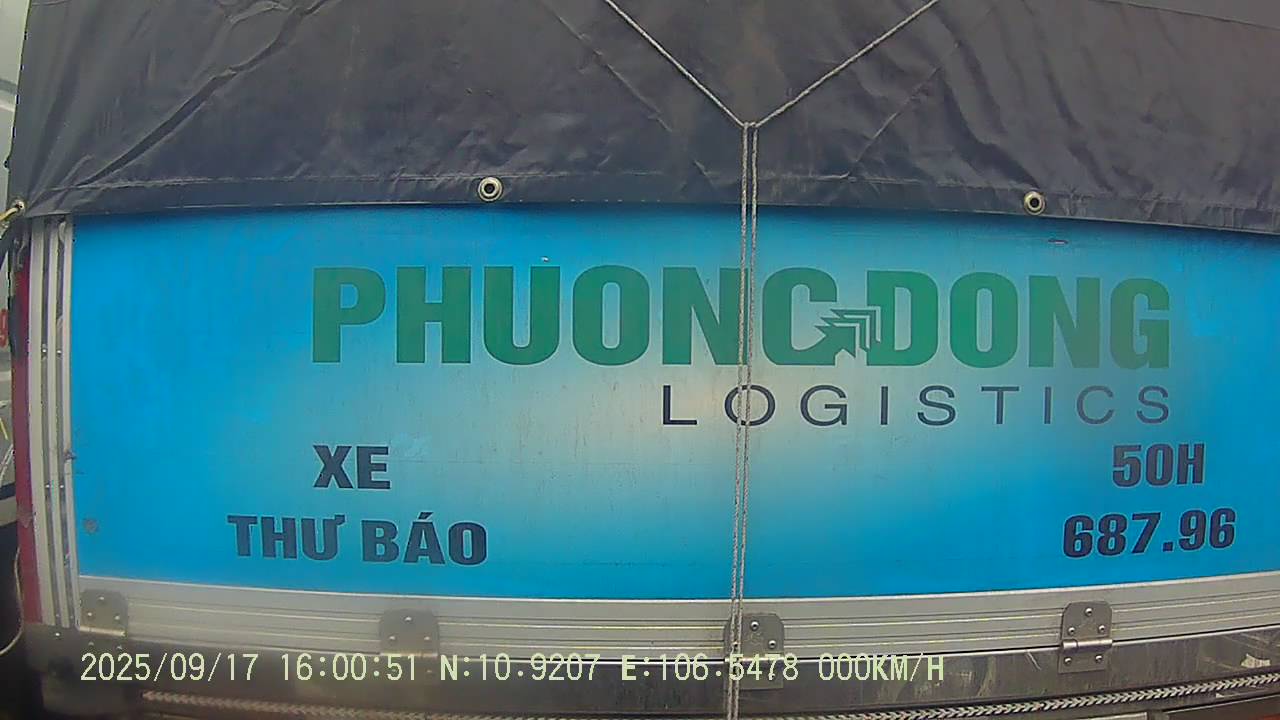 PHUONG DONG
LOGISTICS
XE
THƯ BÁO
50H
687.96
2025/09/17 16:00:51 N:10.9207 E:106.5478 000KM/H